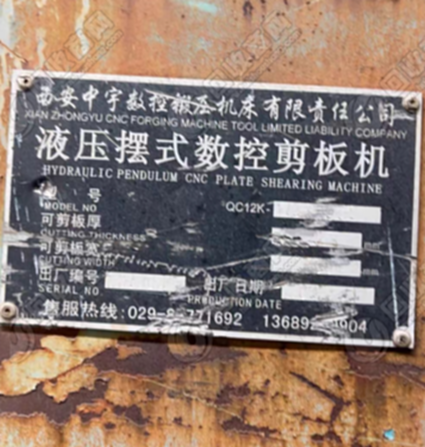 西安中宇数控锻压机床有限责任公司
XIAN ZHONGYU CNC FORGING MACHINE TOOL LIMITED LIABILITY COMPANY
液压摆式数控剪板机
HYDRAULIC PENDULUM CNC PLATE SHEARING MACHINE
号
MODEL NO QC12K-
可剪板厚
CUTTING THICKNESS mm
可剪板宽
CUTTING WIDTH
出厂编号 出厂日期
SERIAL NO PRODUCTION DATE
售服热线: